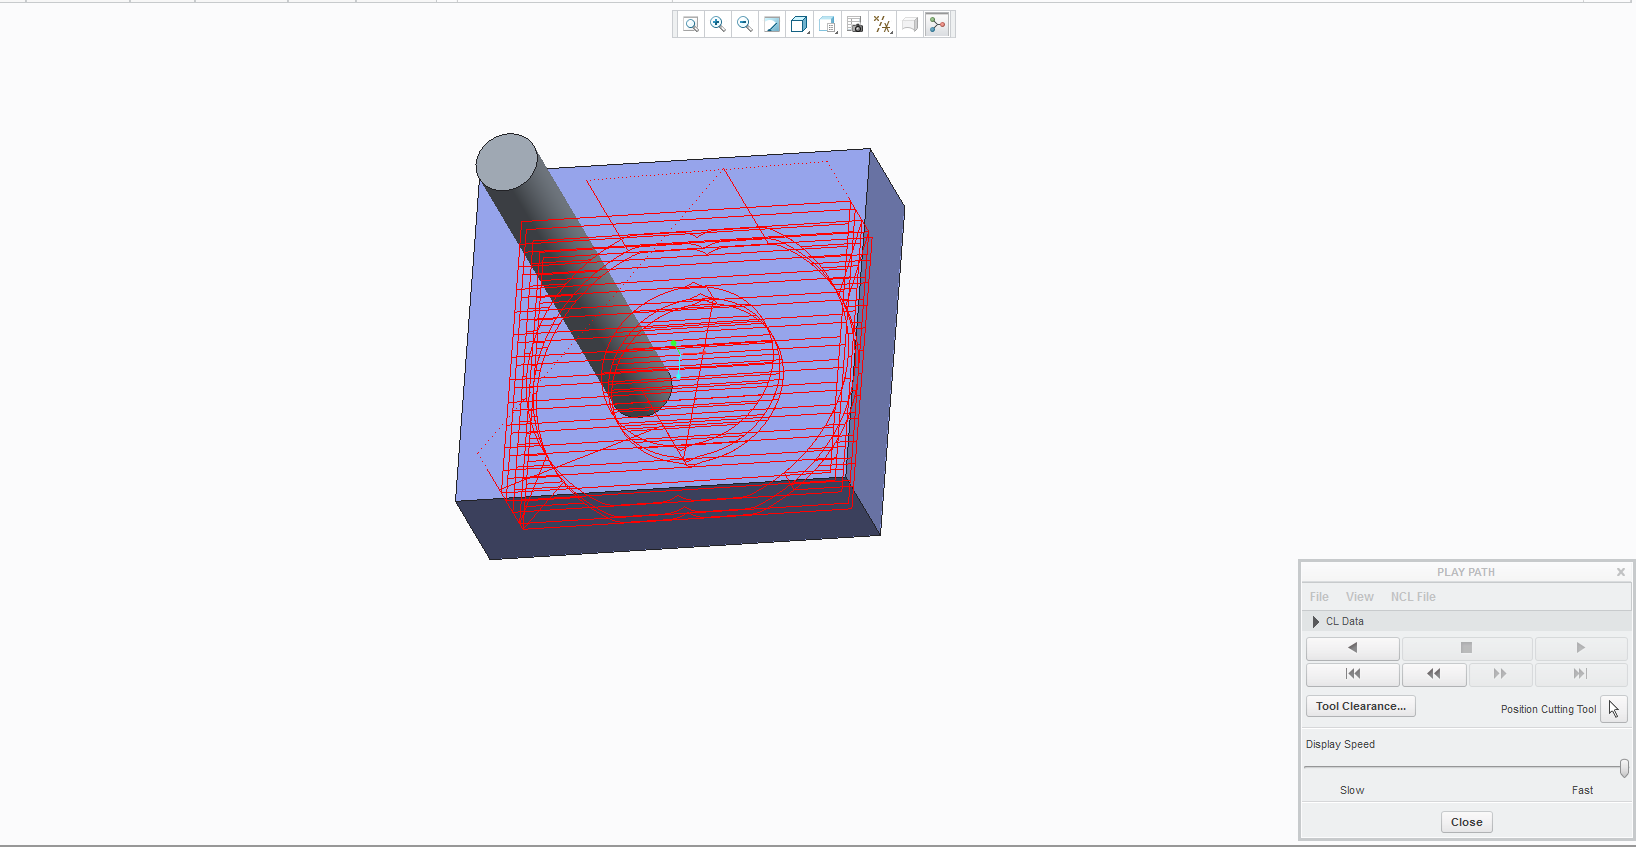 PLAY PATH
File View NCL File
CL Data
Tool Clearance...
Position Cutting Tool
Display Speed
Slow Fast
Close